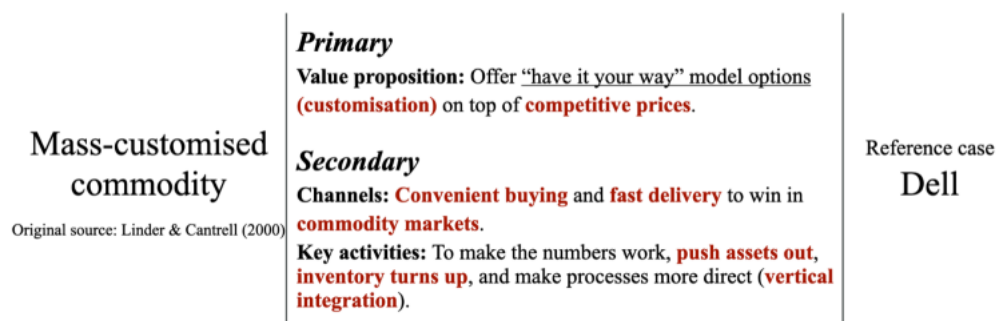 Mass-customised
commodity
Original source: Linder & Cantrell (2000)
Primary
Value proposition: Offer “have it your way” model options
(customisation) on top of competitive prices.
Secondary
Channels: Convenient buying and fast delivery to win in
commodity markets.
Key activities: To make the numbers work, push assets out,
inventory turns up, and make processes more direct (vertical
integration).
Reference case
Dell